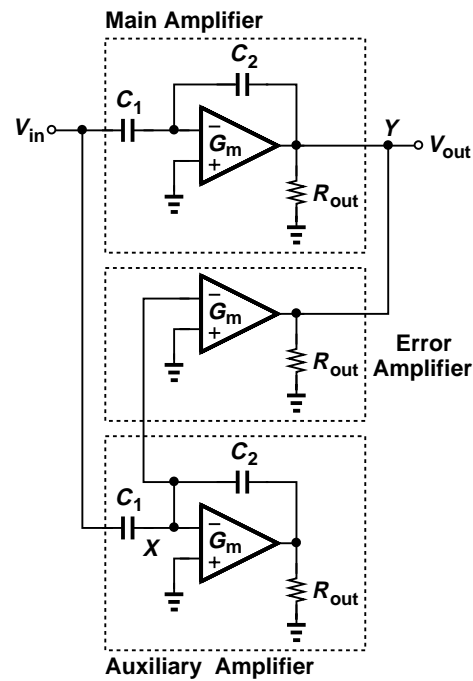 Main Amplifier
C2
C1
Vin
−
Gm
+
Y
Vout
Rout
−
Gm
+
Rout
Error
Amplifier
C2
C1
X
−
Gm
+
Rout
Auxiliary Amplifier